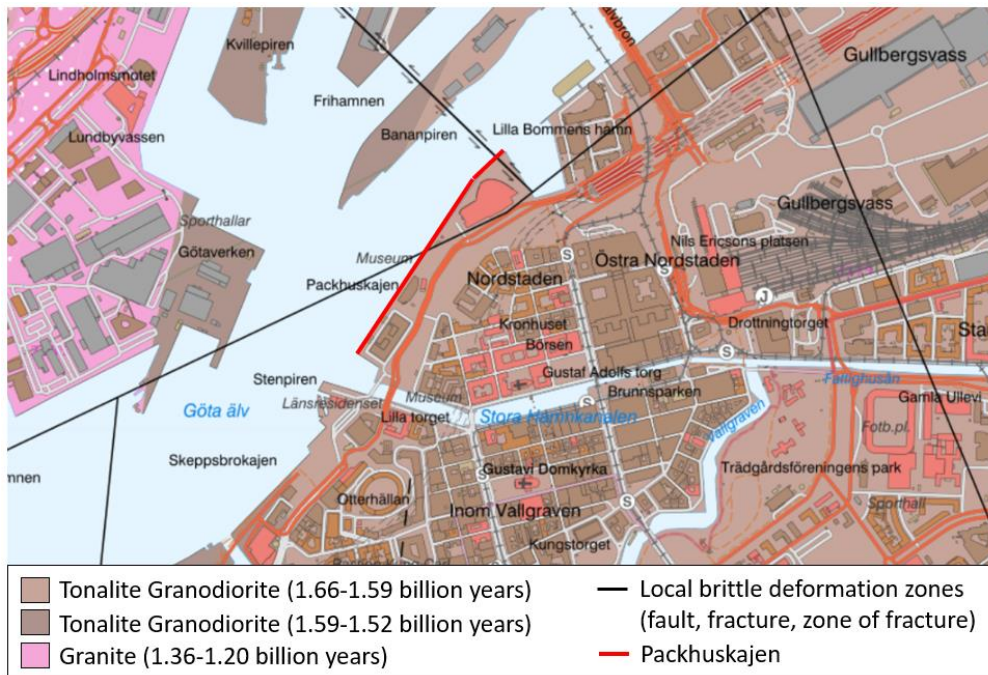 Kvillepiren
Lindholmsmotet
Gullbergsvass
Frihamnen
Lundbyvassen
Bananpiren
Lilla Bommens hamn
Sporthallar
Gullbergsvass
Götaverken
Nils Ericsons platsen
Museum
Östra Nordstaden
Packhuskajen
Nordstaden
S
J
Kronhuset
Drottningtorget
Börsen
S
Stenpiren
Gustaf Adolfs torg
Fattighusån
Länsresidenset
Museum
Brunnsparken
Gamla Ullevi
Göta älv
Lilla torget
Stora Hamnkanalen
S
Vallgraven
Fotb.pl.
Skeppsbrokajen
Gustavi Domkyrka
Trädgårdsföreningens park
Otterhällan
S
S
Sporthall
Inom Vallgraven
Kungstorget
Tonalite Granodiorite (1.66-1.59 billion years)
Tonalite Granodiorite (1.59-1.52 billion years)
Granite (1.36-1.20 billion years)
Local brittle deformation zones
(fault, fracture, zone of fracture)
Packhuskajen